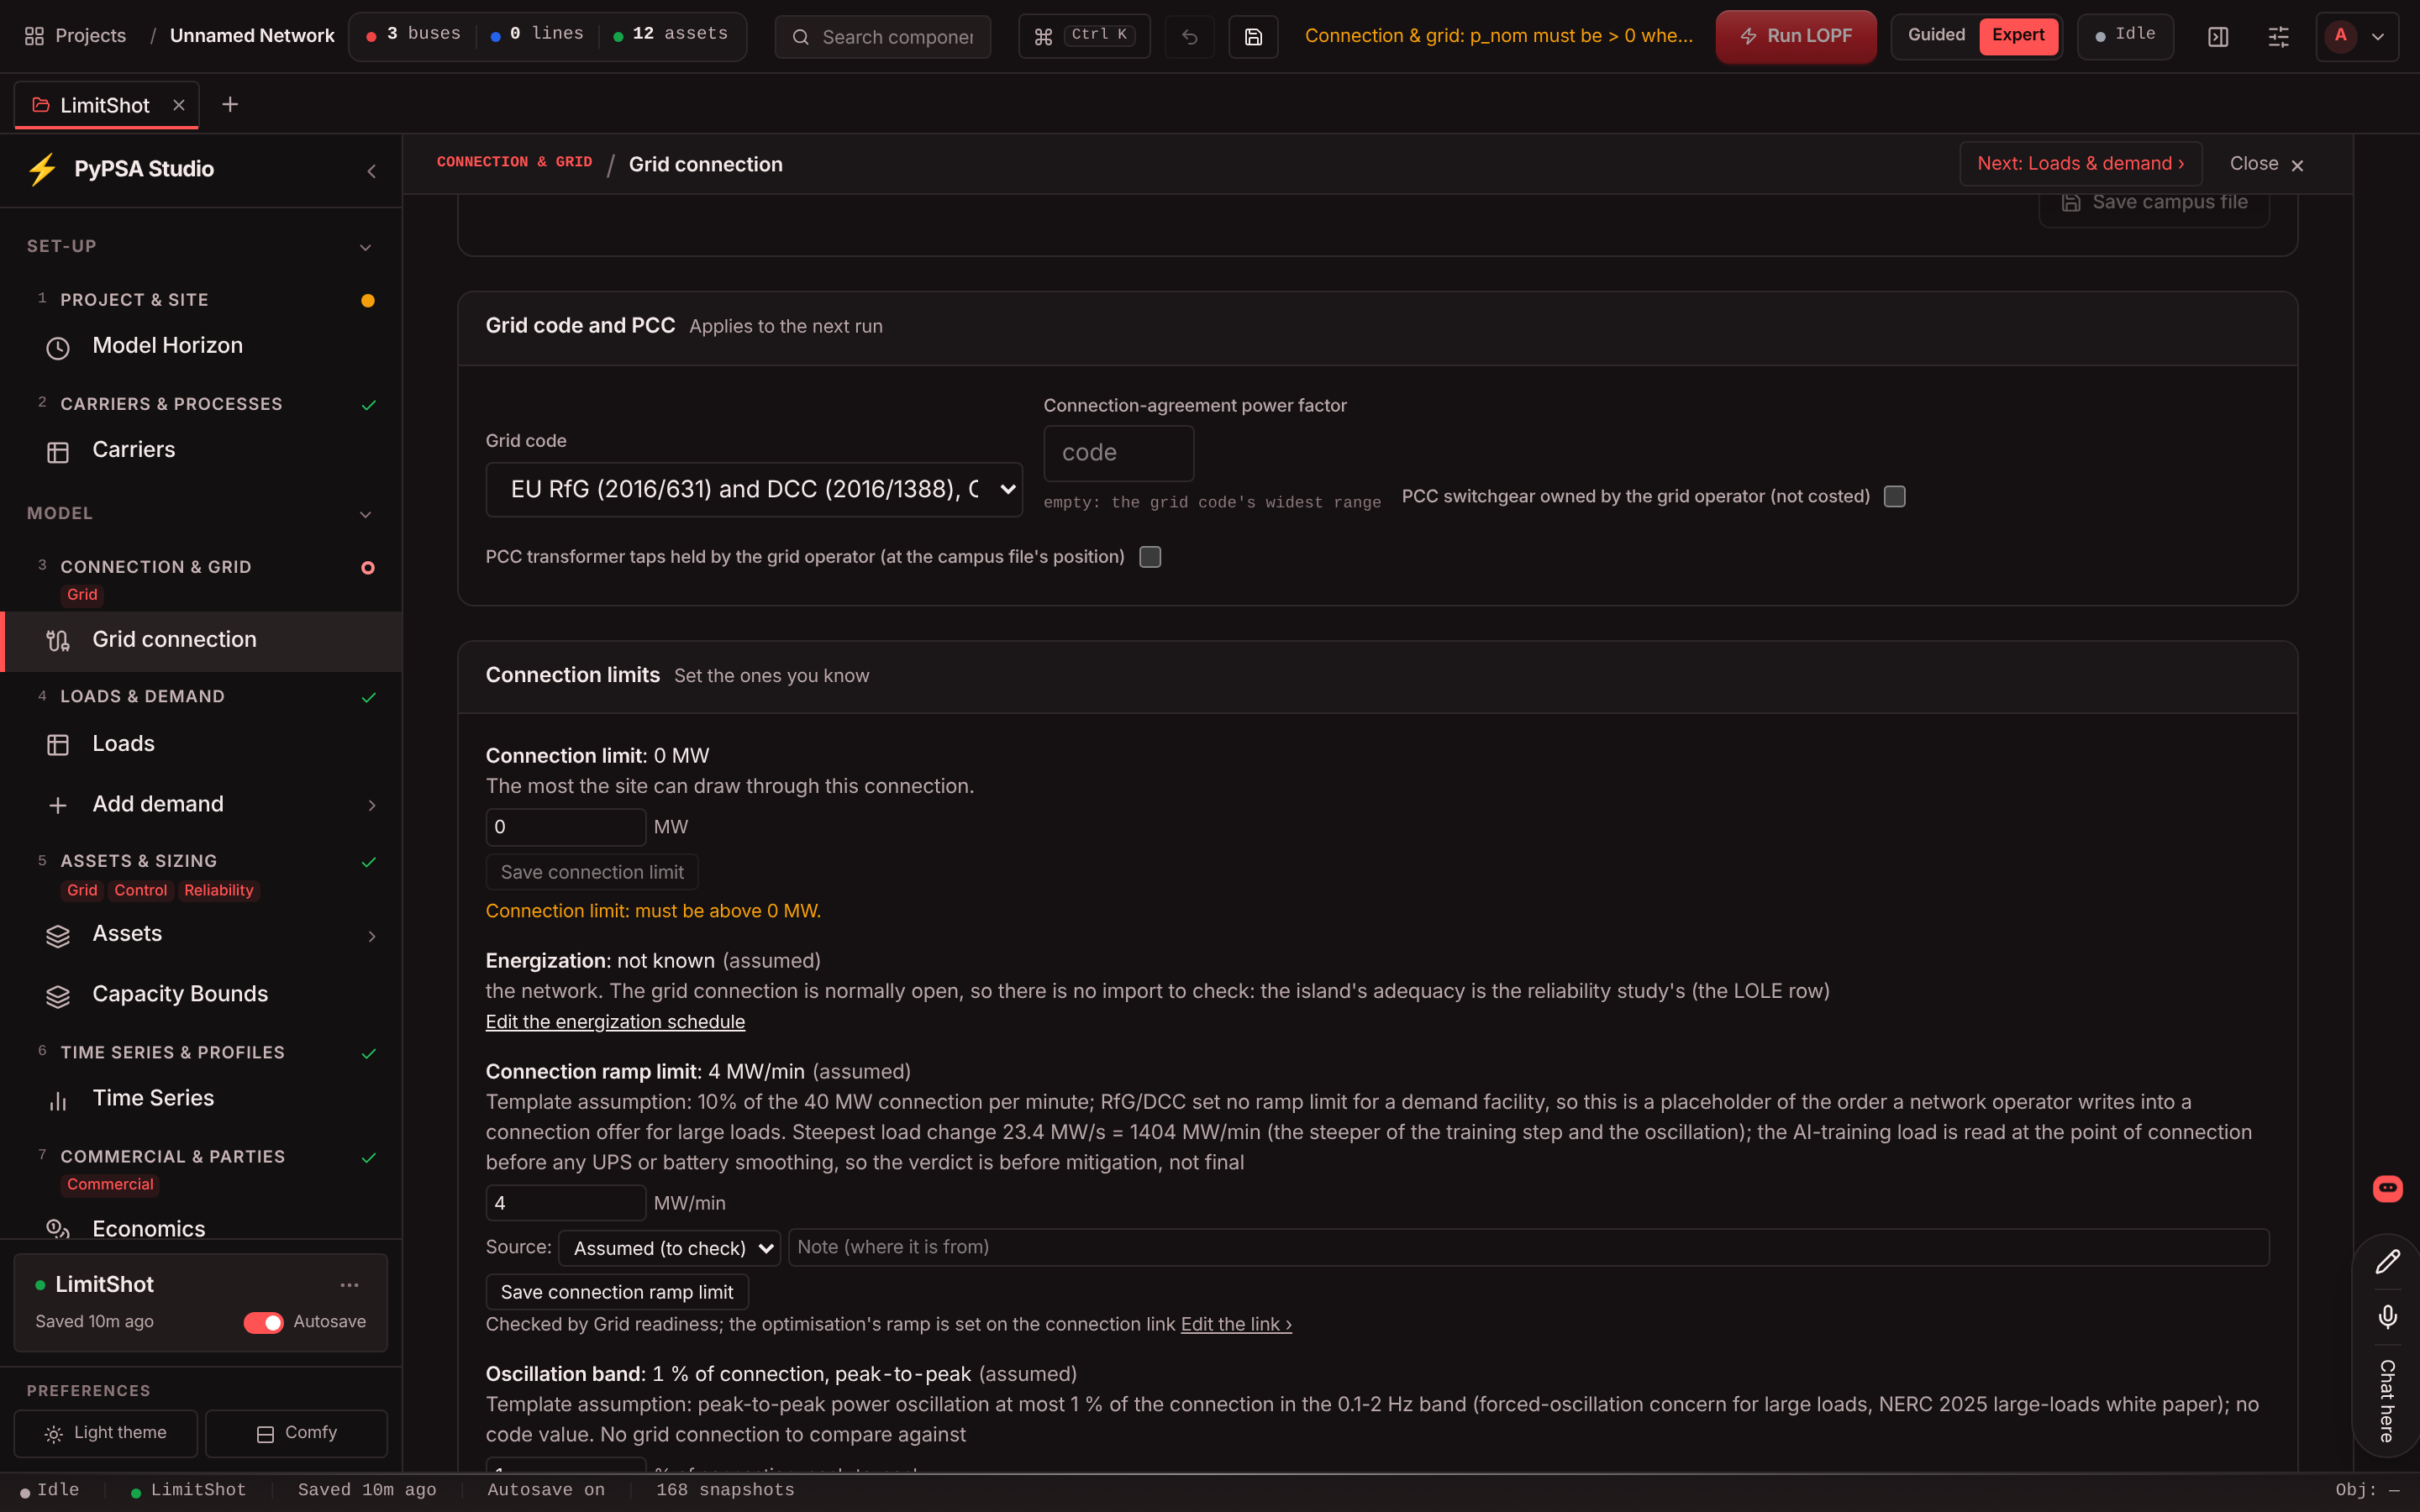 Projects / Unnamed Network
3 buses 0 lines 12 assets
Search componer
Ctrl K
Connection & grid: p_nom must be > 0 whe...
Run LOPF
Guided Expert
Idle
A
LimitShot
PyPSA Studio
CONNECTION & GRID / Grid connection
Next: Loads & demand ›
Close
SET-UP
1 PROJECT & SITE
Model Horizon
2 CARRIERS & PROCESSES
Carriers
MODEL
3 CONNECTION & GRID
Grid
Grid connection
4 LOADS & DEMAND
Loads
Add demand
5 ASSETS & SIZING
Grid Control Reliability
Assets
Capacity Bounds
6 TIME SERIES & PROFILES
Time Series
7 COMMERCIAL & PARTIES
Commercial
Economics
LimitShot
Saved 10m ago
Autosave
PREFERENCES
Light theme
Comfy
Save campus file
Grid code and PCC Applies to the next run
Connection-agreement power factor
Grid code
code
EU RfG (2016/631) and DCC (2016/1388), C
empty: the grid code's widest range
PCC switchgear owned by the grid operator (not costed)
PCC transformer taps held by the grid operator (at the campus file's position)
Connection limits Set the ones you know
Connection limit: 0 MW
The most the site can draw through this connection.
0 MW
Save connection limit
Connection limit: must be above 0 MW.
Energization: not known (assumed)
the network. The grid connection is normally open, so there is no import to check: the island's adequacy is the reliability study's (the LOLE row)
Edit the energization schedule
Connection ramp limit: 4 MW/min (assumed)
Template assumption: 10% of the 40 MW connection per minute; RfG/DCC set no ramp limit for a demand facility, so this is a placeholder of the order a network operator writes into a
connection offer for large loads. Steepest load change 23.4 MW/s = 1404 MW/min (the steeper of the training step and the oscillation); the AI-training load is read at the point of connection
before any UPS or battery smoothing, so the verdict is before mitigation, not final
4 MW/min
Source: Assumed (to check) Note (where it is from)
Save connection ramp limit
Checked by Grid readiness; the optimisation's ramp is set on the connection link Edit the link ›
Oscillation band: 1 % of connection, peak-to-peak (assumed)
Template assumption: peak-to-peak power oscillation at most 1 % of the connection in the 0.1-2 Hz band (forced-oscillation concern for large loads, NERC 2025 large-loads white paper); no
code value. No grid connection to compare against
Chat here
Idle
LimitShot
Saved 10m ago
Autosave on
168 snapshots
Obj: —